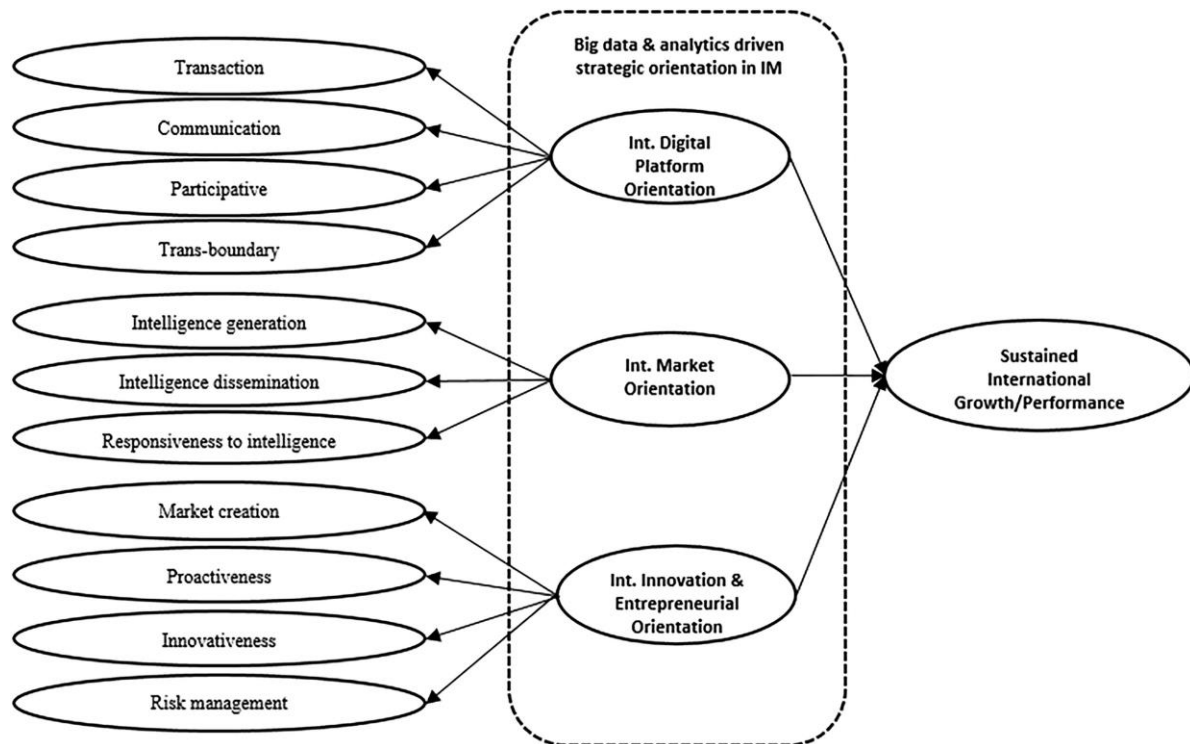 Transaction
Communication
Participative
Trans-boundary
Intelligence generation
Intelligence dissemination
Responsiveness to intelligence
Market creation
Proactiveness
Innovativeness
Risk management
Big data & analytics driven
strategic orientation in IM
Int. Digital
Platform
Orientation
Int. Market
Orientation
Int. Innovation &
Entrepreneurial
Orientation
Sustained
International
Growth/Performance